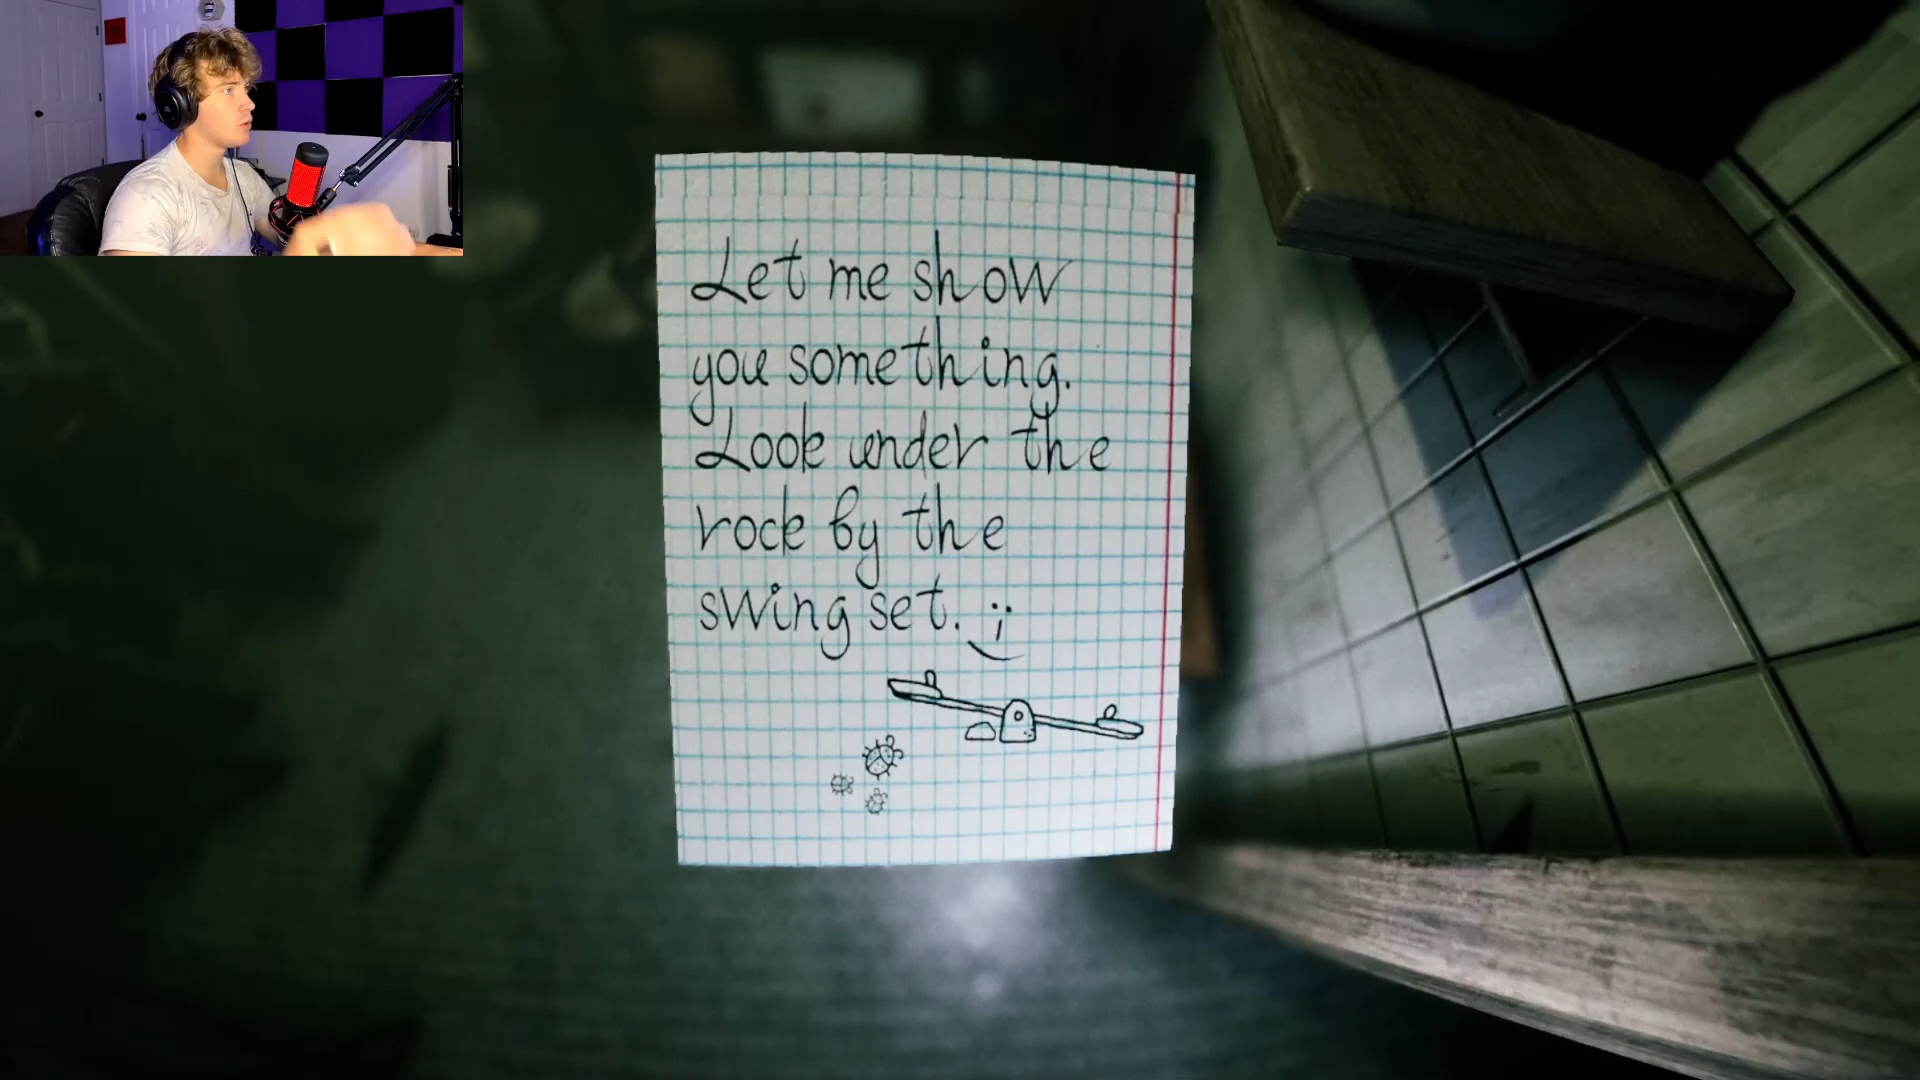 Let me show
you something.
Look under the
rock by the
swing set.